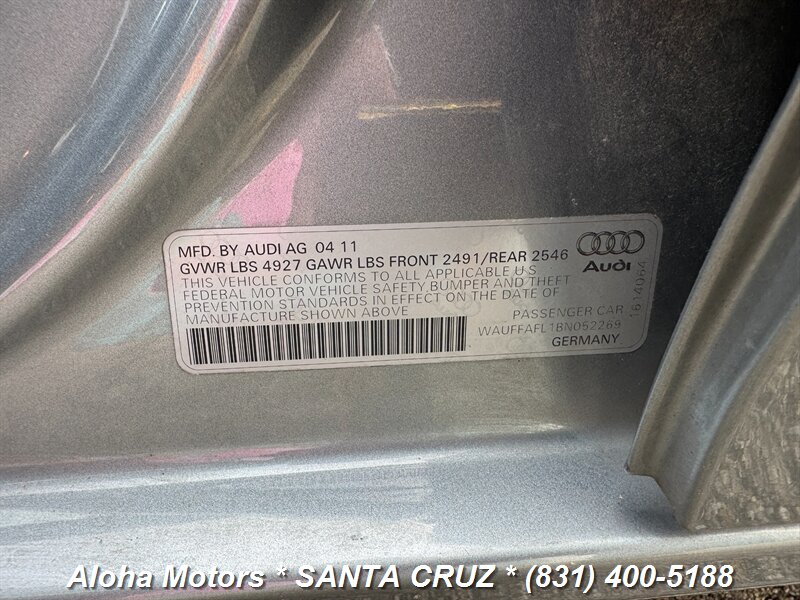 MFD. BY AUDI AG 04 11
GVWR LBS 4927 GAWR LBS FRONT 2491/REAR 2546
THIS VEHICLE CONFORMS TO ALL APPLICABLE U S
FEDERAL MOTOR VEHICLE SAFETY, BUMPER AND THEFT
PREVENTION STANDARDS IN EFFECT ON THE DATE OF
MANUFACTURE SHOWN ABOVE
Audi
1614064
PASSENGER CAR
WAUFFAFL18N052269
GERMANY
Aloha Motors * SANTA CRUZ * (831) 400-5188